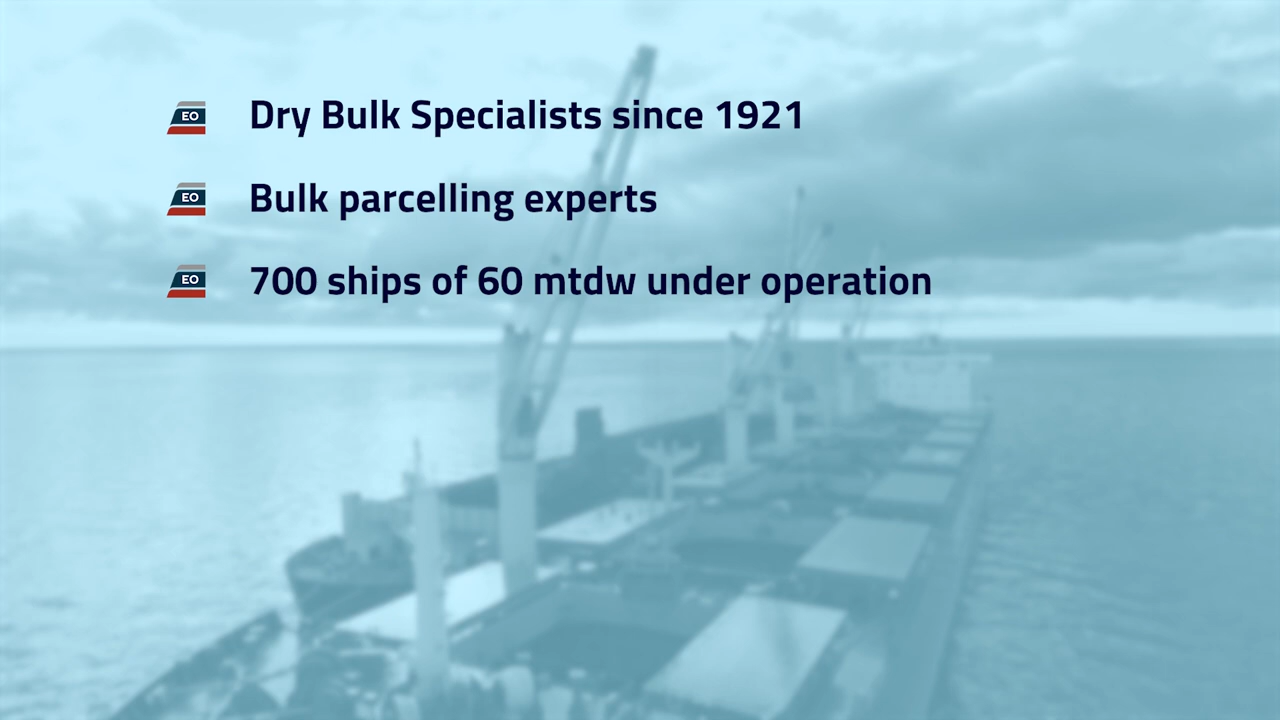 EO Dry Bulk Specialists since 1921
EO Bulk parcelling experts
EO 700 ships of 60 mtdw under operation